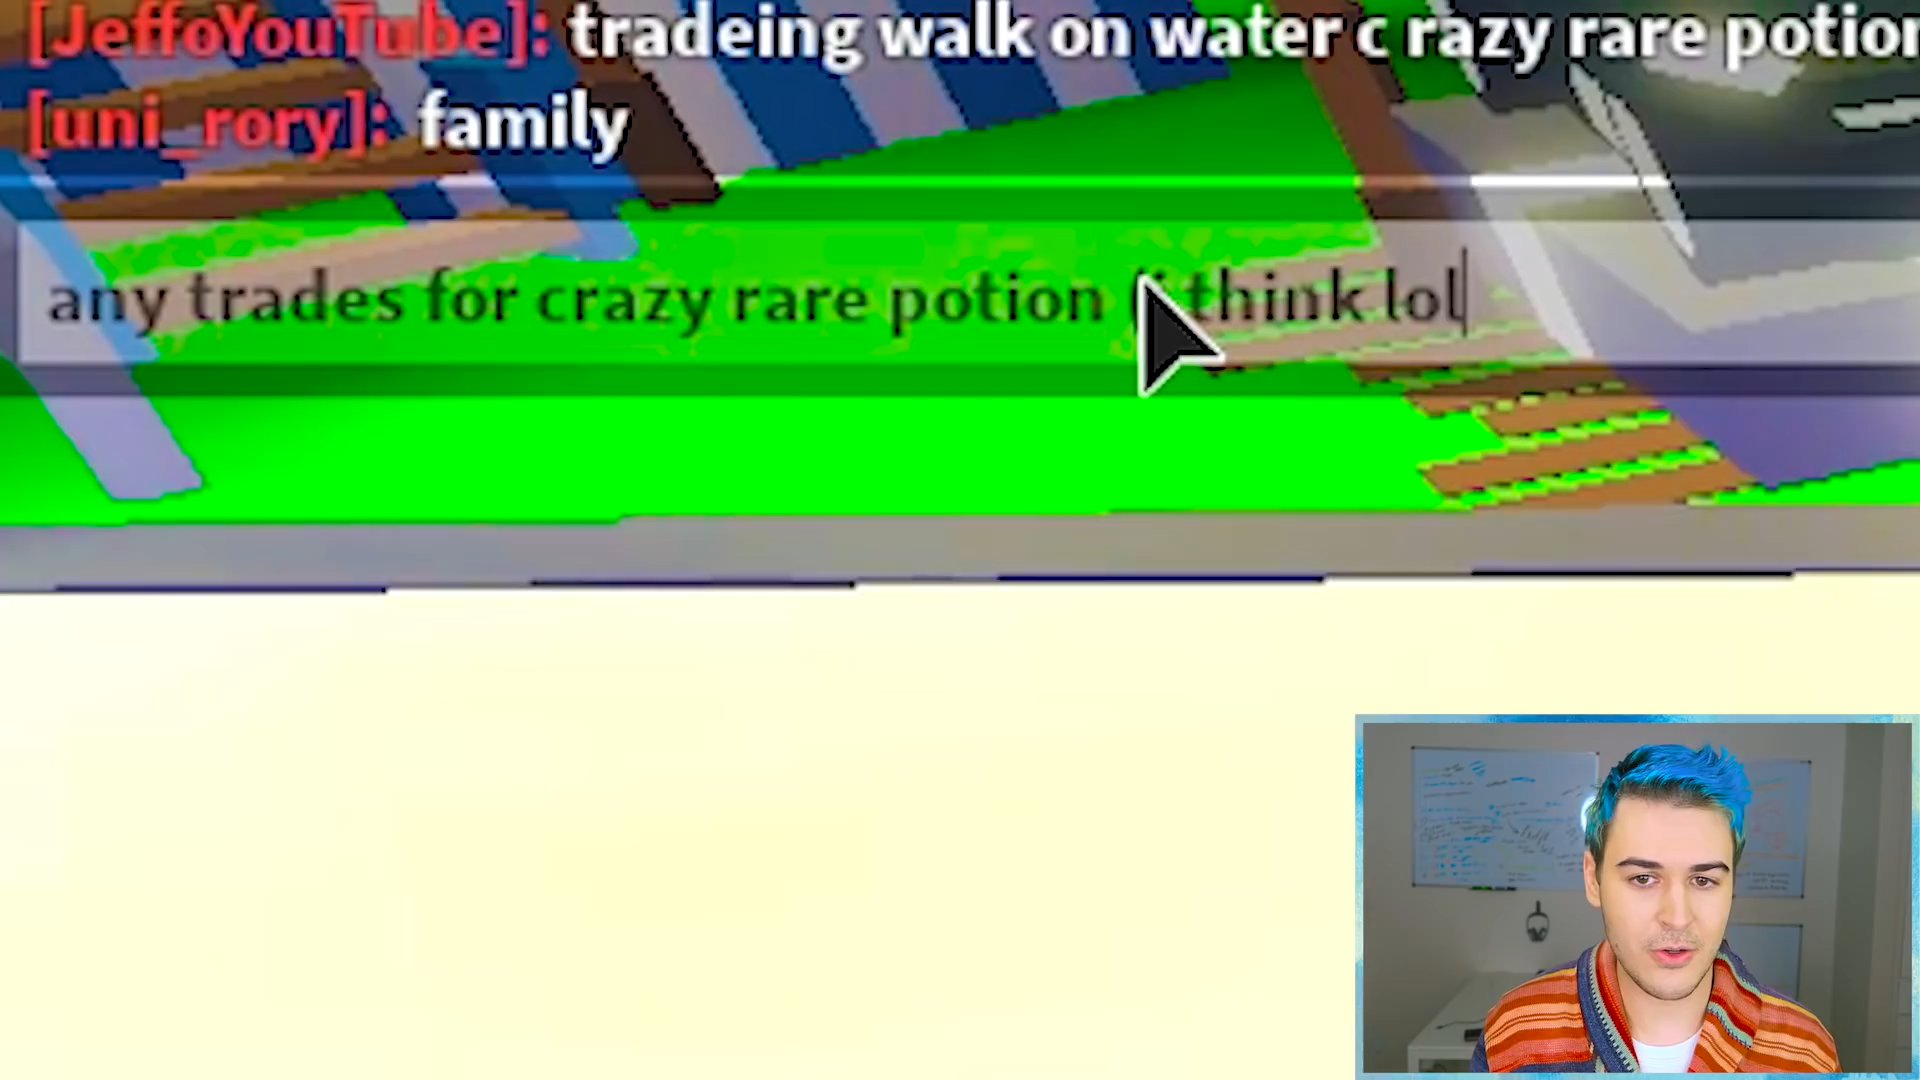 [JeffoYouTube]: tradeing walk on water c razy rare potion
[uni_rory]: family
any trades for crazy rare potion (i think lol